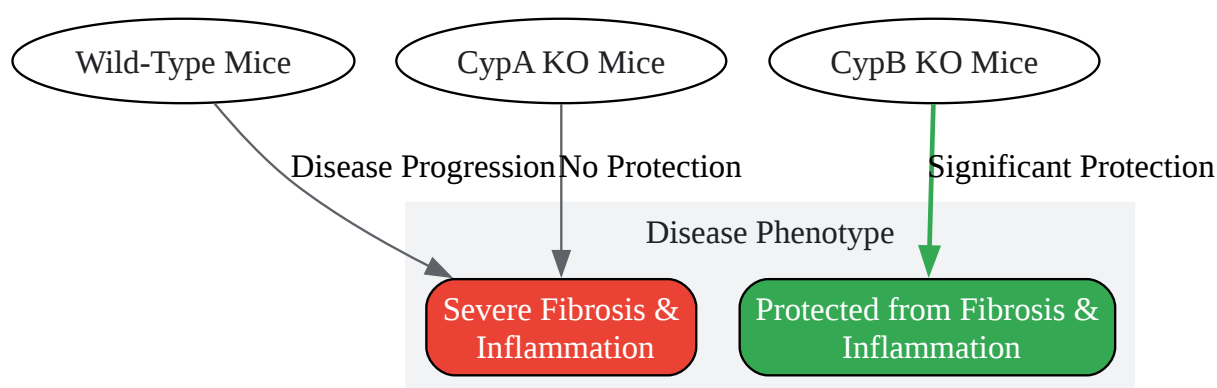 Wild-Type Mice
CypA KO Mice
CypB KO Mice
Disease Progression
No Protection
Significant Protection
Disease Phenotype
Severe Fibrosis &
Inflammation
Protected from Fibrosis &
Inflammation